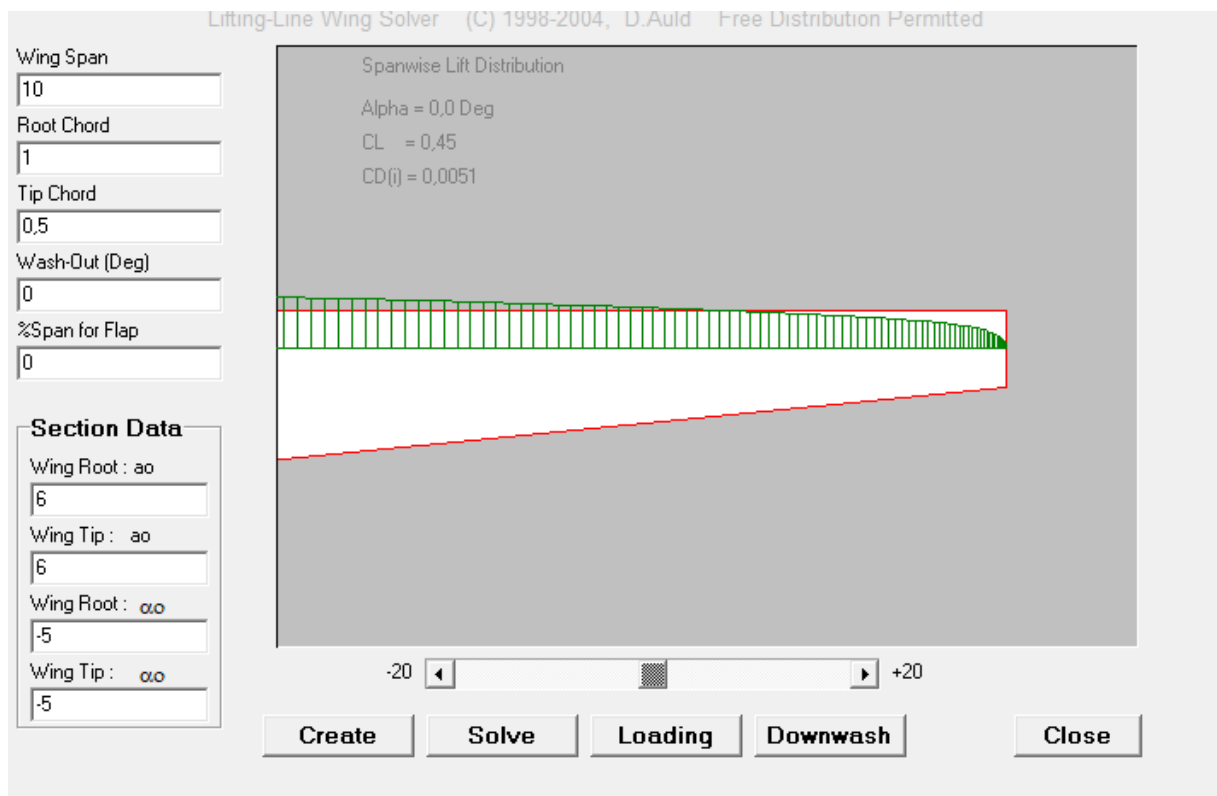 Lifting-Line Wing Solver (C) 1998-2004, D.Auld Free Distribution Permitted
Wing Span
10
Root Chord
1
Tip Chord
0,5
Wash-Out (Deg)
0
%Span for Flap
0
Section Data
Wing Root : ao
6
Wing Tip : ao
6
Wing Root : αo
-5
Wing Tip : αo
-5
Spanwise Lift Distribution
Alpha = 0,0 Deg
CL = 0,45
CD(i) = 0,0051
-20 +20
Create Solve Loading Downwash Close